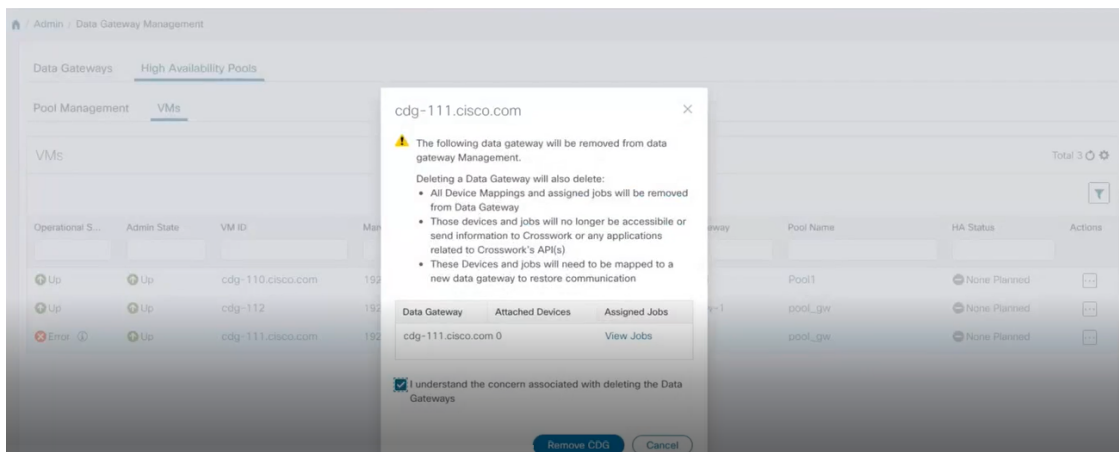 Admin / Data Gateway Management
Data Gateways High Availability Pools
Pool Management VMs
VMs
Total 3
Operational S... Admin State VM ID Man eway Pool Name HA Status Actions
Up Up cdg-110.cisco.com 192 Pool1 None Planned
Up Up cdg-112 192 v-1 pool_gw None Planned
Error Up cdg-111.cisco.com 192 pool_gw None Planned
cdg-111.cisco.com
The following data gateway will be removed from data
gateway Management.
Deleting a Data Gateway will also delete:
• All Device Mappings and assigned jobs will be removed
from Data Gateway
• Those devices and jobs will no longer be accessibile or
send information to Crosswork or any applications
related to Crosswork's API(s)
• These Devices and jobs will need to be mapped to a
new data gateway to restore communication
Data Gateway Attached Devices Assigned Jobs
cdg-111.cisco.com 0 View Jobs
I understand the concern associated with deleting the Data
Gateways
Remove CDG Cancel